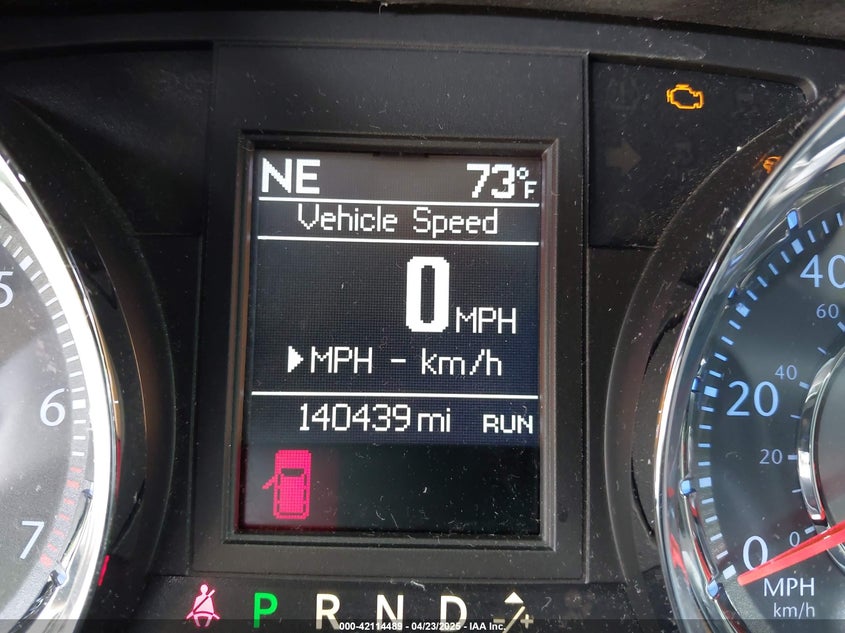 NE 73°F
Vehicle Speed
0 MPH
▶MPH - km/h
140439 mi RUN
5
6
7
40
60
40
20
20
0
0
MPH
km/h
P R N D -/+
000-42114489 - 04/23/2025 - IAA Inc.